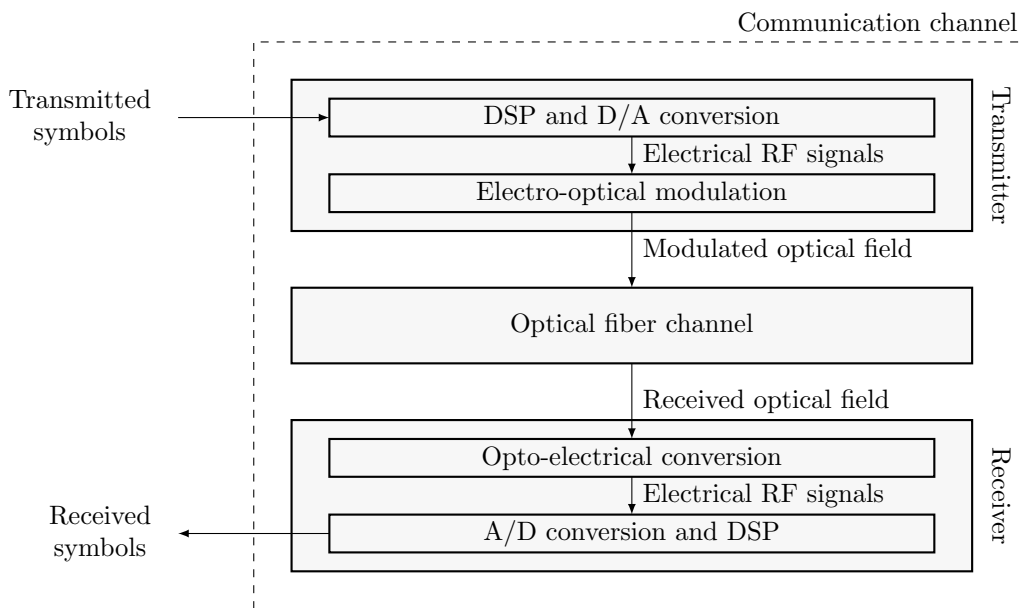 Communication channel
Transmitted
symbols
DSP and D/A conversion
Electrical RF signals
Electro-optical modulation
Transmitter
Modulated optical field
Optical fiber channel
Received optical field
Opto-electrical conversion
Electrical RF signals
A/D conversion and DSP
Receiver
Received
symbols